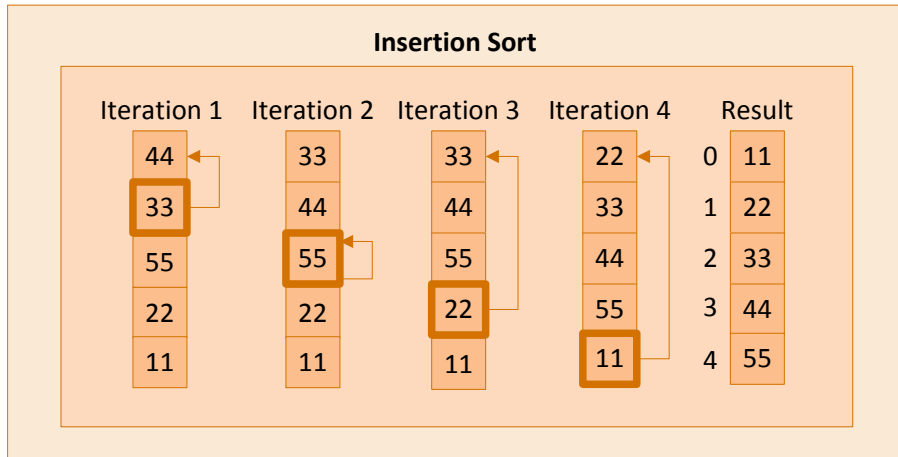 Insertion Sort
Iteration 1 Iteration 2 Iteration 3 Iteration 4 Result
44 33 33 22 0 11
33 44 44 33 1 22
55 55 55 44 2 33
22 22 22 55 3 44
11 11 11 11 4 55